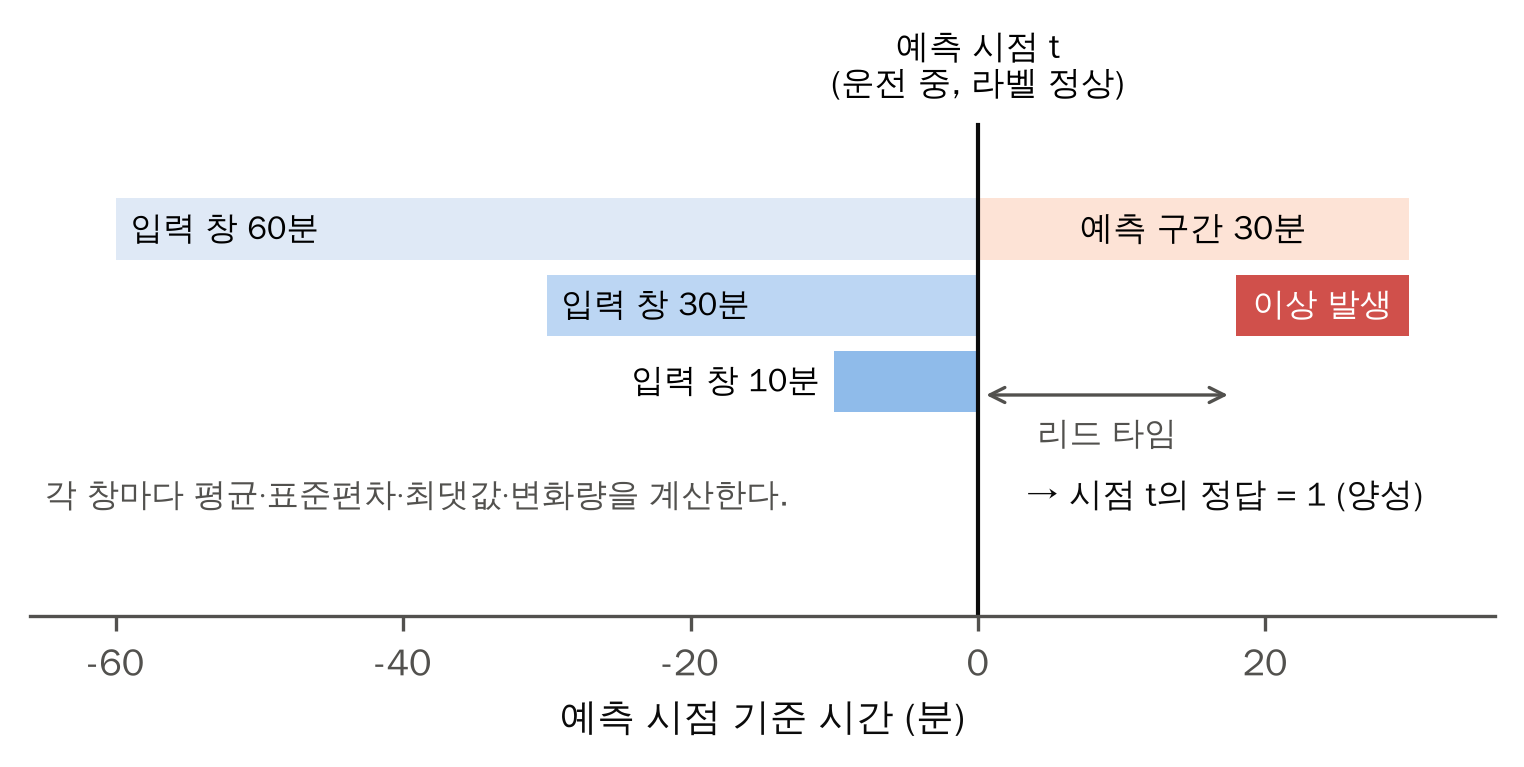 예측 시점 t
(운전 중, 라벨 정상)
입력 창 60분
예측 구간 30분
입력 창 30분
이상 발생
입력 창 10분
리드 타임
각 창마다 평균·표준편차·최댓값·변화량을 계산한다.
→ 시점 t의 정답 = 1 (양성)
-60 -40 -20 0 20
예측 시점 기준 시간 (분)